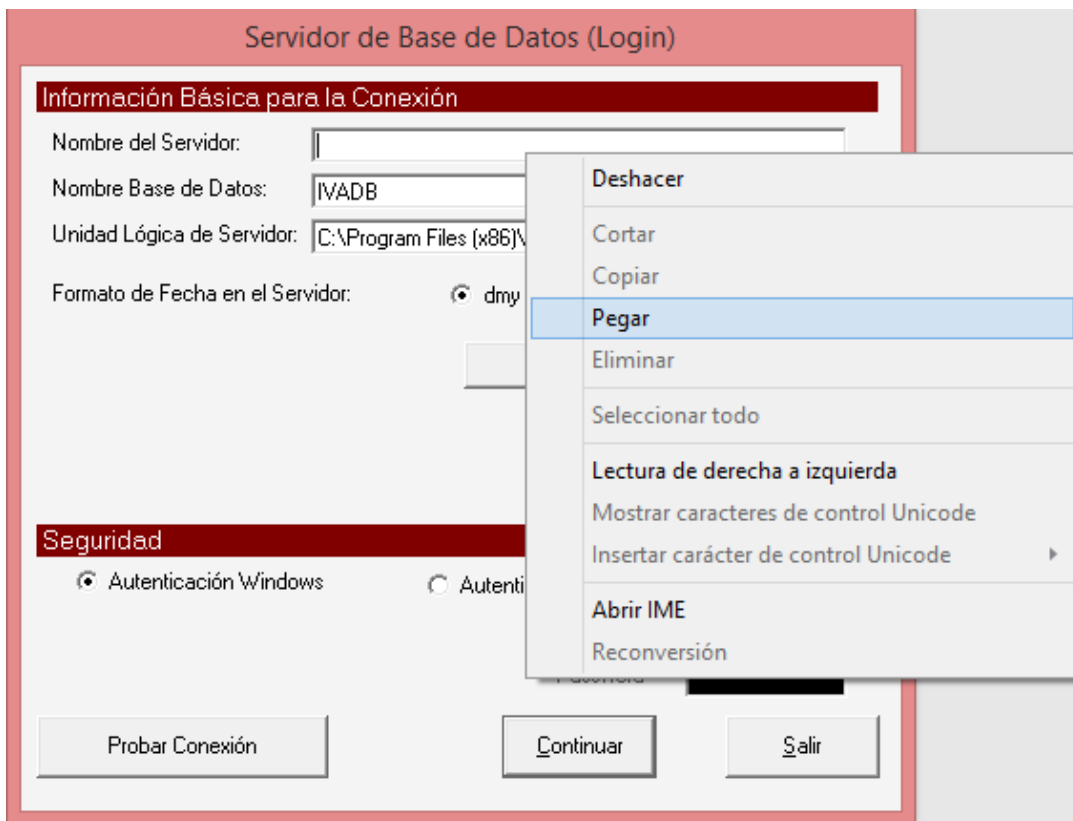 Servidor de Base de Datos (Login)
Información Básica para la Conexión
Nombre del Servidor:
Nombre Base de Datos: IVADB
Unidad Lógica de Servidor: C:\Program Files (x86)\
Formato de Fecha en el Servidor: dmy
Deshacer
Cortar
Copiar
Pegar
Eliminar
Seleccionar todo
Lectura de derecha a izquierda
Mostrar caracteres de control Unicode
Insertar carácter de control Unicode
Abrir IME
Reconversión
Seguridad
Autenticación Windows Autenti
Probar Conexión Continuar Salir